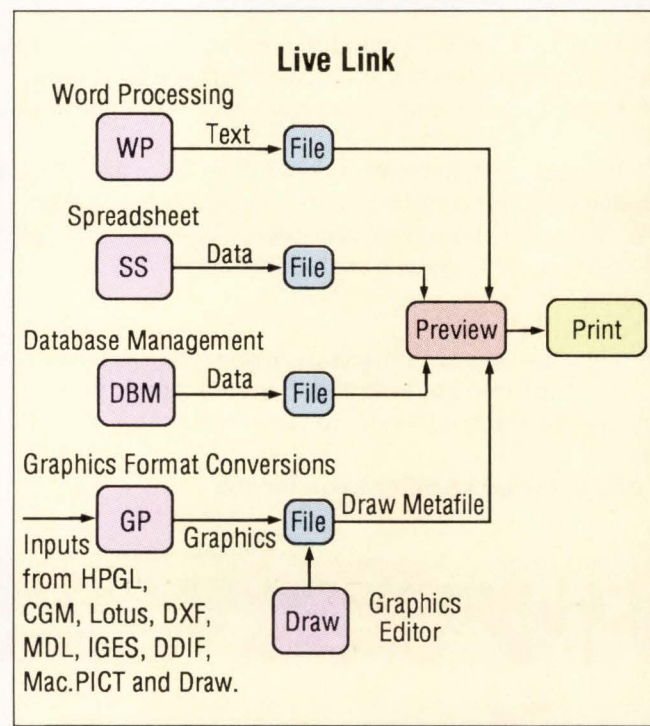 Live Link
Word Processing
WP
Text
File
Spreadsheet
SS
Data
File
Preview
Print
Database Management
DBM
Data
File
Graphics Format Conversions
GP
Graphics
File
Draw Metafile
Inputs
from HPGL,
CGM, Lotus, DXF,
MDL, IGES, DDIF,
Mac.PICT and Draw.
Draw
Graphics
Editor